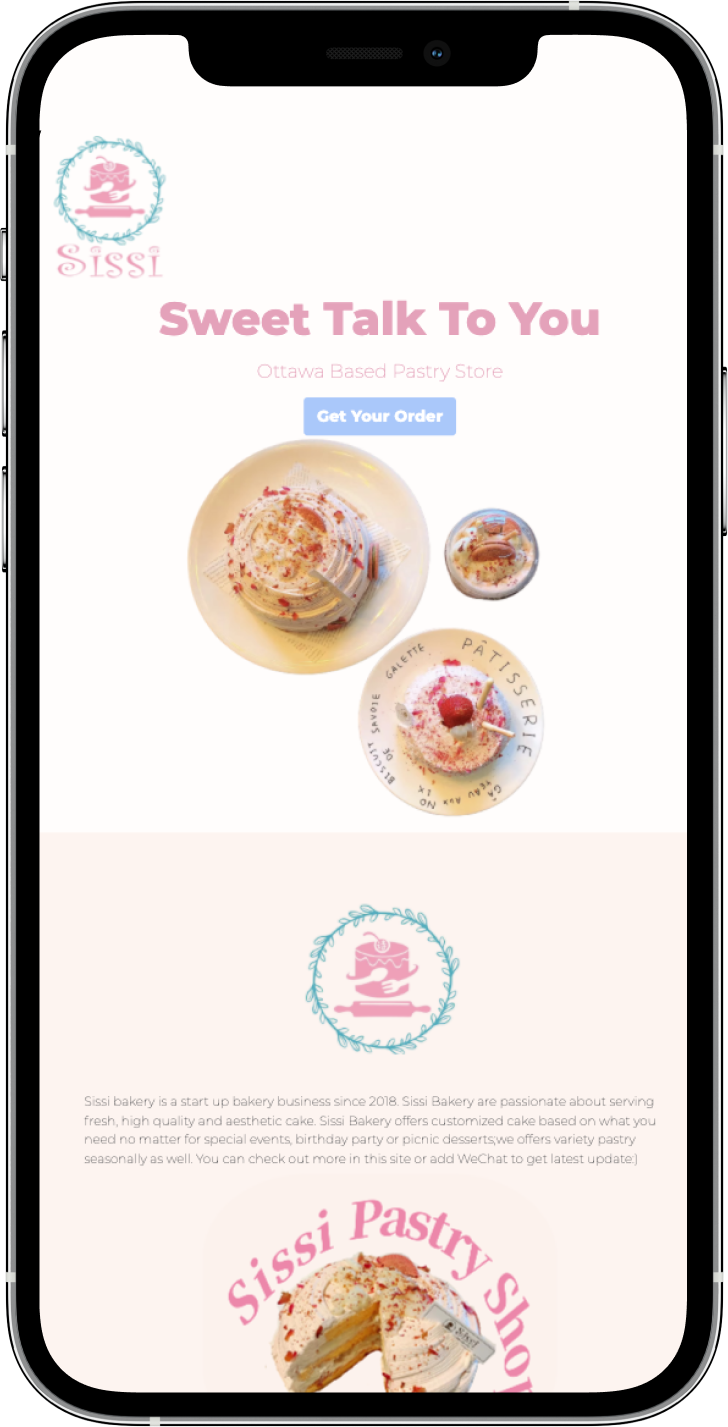 Sissi
Sweet Talk To You
Ottawa Based Pastry Store
Get Your Order
PÂTISSERIE
GALETTE
BISCUIT DE SAVOIE
GÂTEAU AUX NOIX
Sissi bakery is a start up bakery business since 2018. Sissi Bakery are passionate about serving
fresh, high quality and aesthetic cake. Sissi Bakery offers customized cake based on what you
need no matter for special events, birthday party or picnic desserts,we offers variety pastry
seasonally as well. You can check out more in this site or add WeChat to get latest update:)
Sissi Pastry Shop